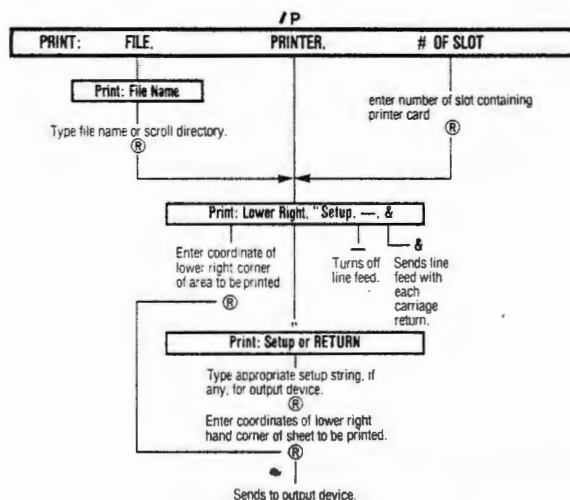 /P
PRINT: FILE, PRINTER, # OF SLOT
Print: File Name
Type file name or scroll directory.
Ⓡ
enter number of slot containing
printer card
Ⓡ
Print: Lower Right, "Setup, —, &
Enter coordinate of
lower right corner
of area to be printed
Ⓡ
—
Turns off
line feed.
&
Sends line
feed with
each
carriage
return.
"
Print: Setup or RETURN
Type appropriate setup string, if
any, for output device.
Ⓡ
Enter coordinates of lower right
hand corner of sheet to be printed.
Ⓡ
Sends to output device.